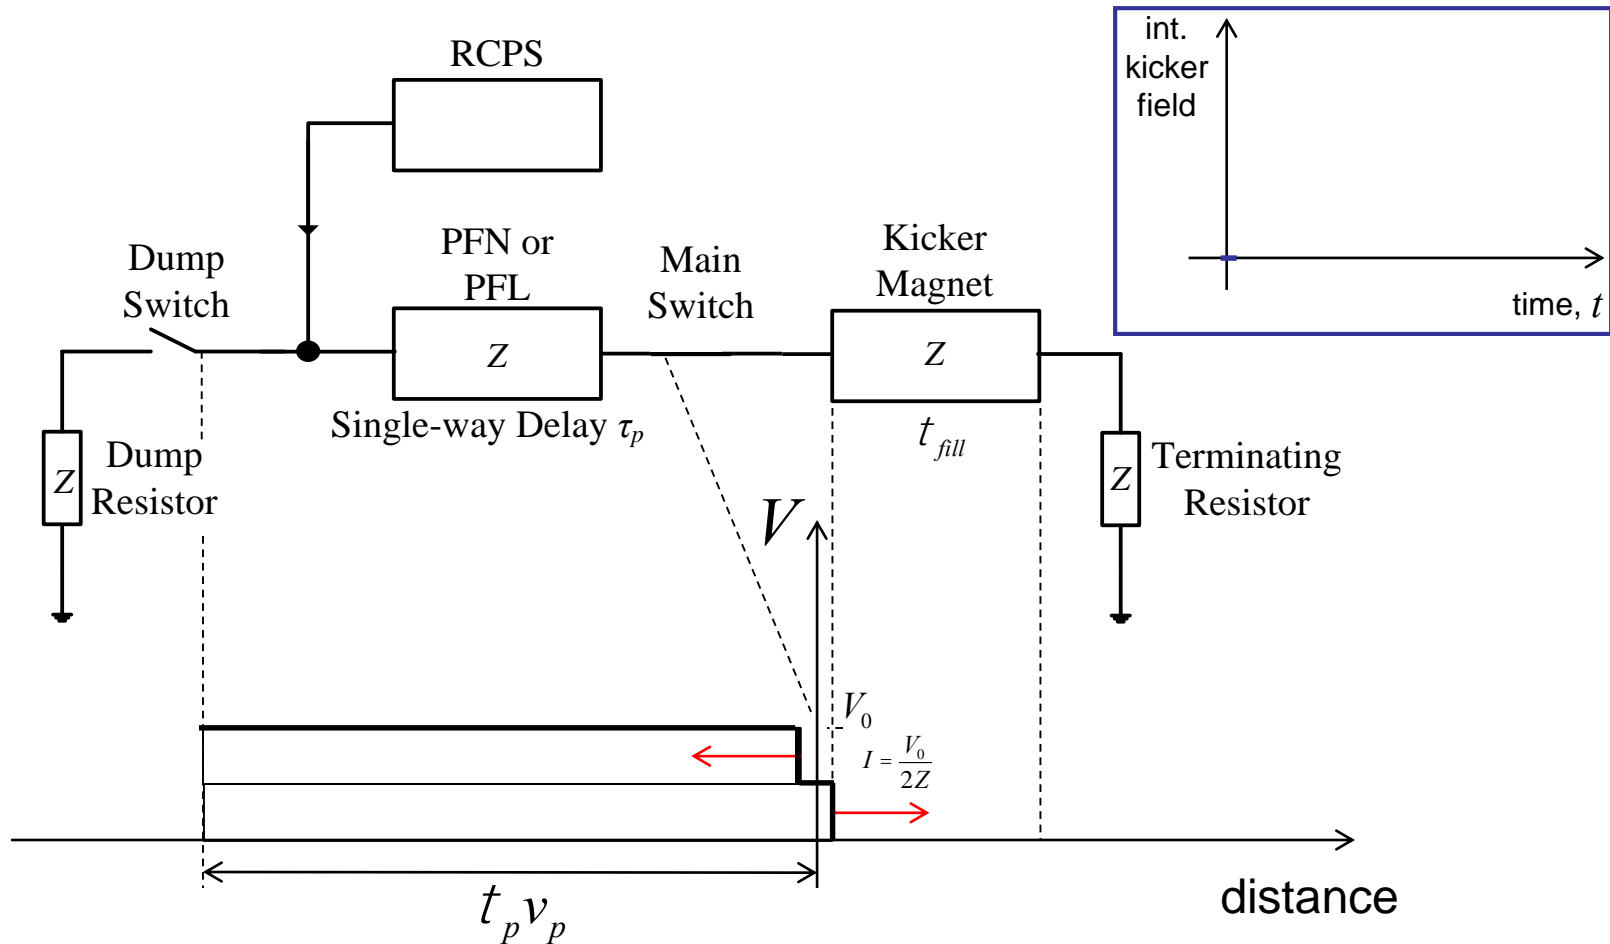 RCPS
int.
kicker
field
time, t
Dump
Switch
PFN or
PFL
Main
Switch
Kicker
Magnet
Z
Z
Single-way Delay τp
tfill
Z
Dump
Resistor
Z
Terminating
Resistor
V
V0
I = V0/2Z
tpvp
distance